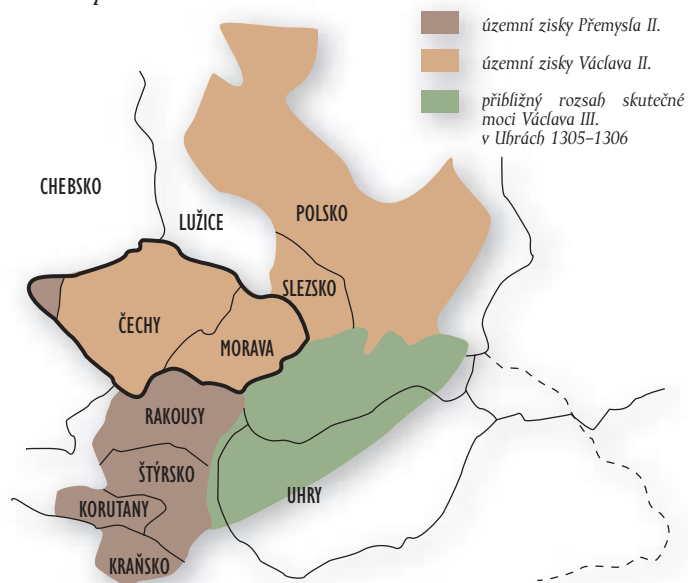 územní zisky Přemysla II.
územní zisky Václava II.
přibližný rozsah skutečné
moci Václava III.
v Uhrách 1305–1306
CHEBSKO
LUŽICE
POLSKO
SLEZSKO
ČECHY
MORAVA
RAKOUSY
ŠTÝRSKO
UHRY
KORUTANY
KRAŇSKO